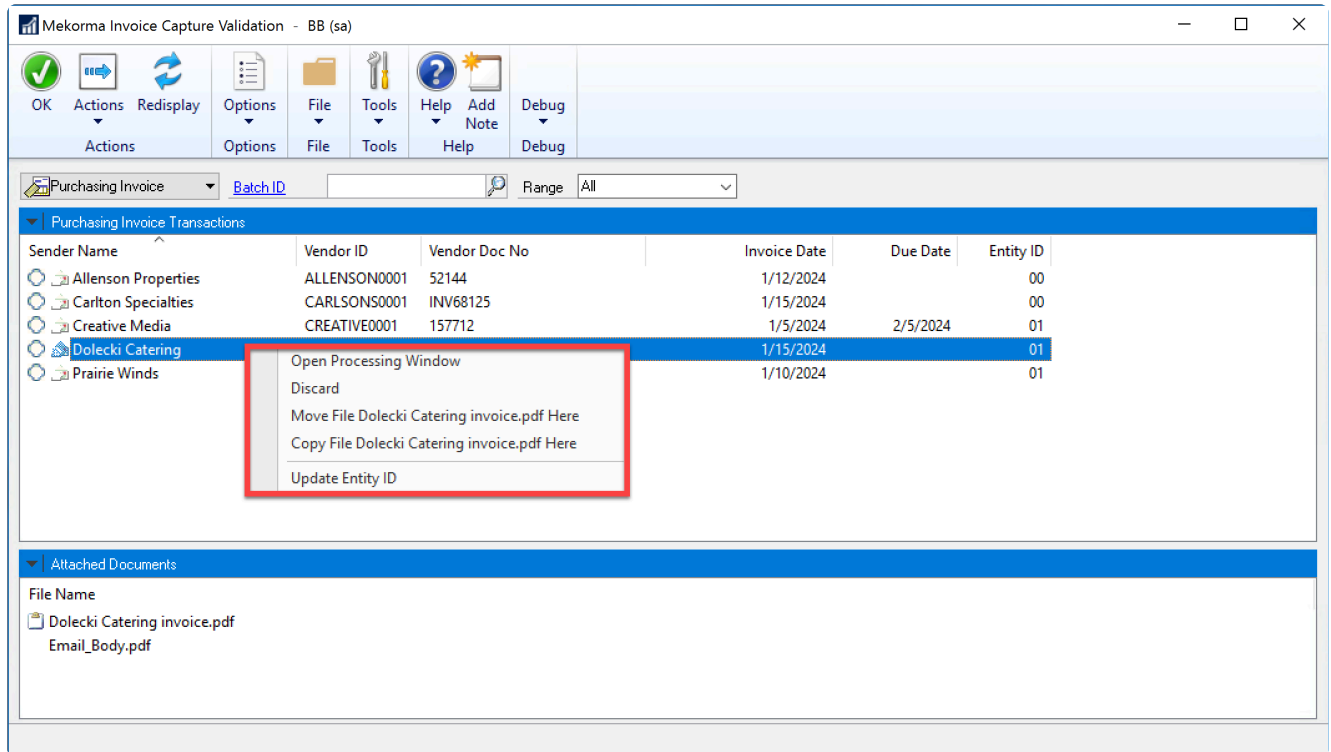 Mekorma Invoice Capture Validation - BB (sa)
OK Actions Redisplay Options File Tools Help Add Note Debug
Actions Options File Tools Help Debug
Purchasing Invoice Batch ID Range All
Purchasing Invoice Transactions
Sender Name Vendor ID Vendor Doc No Invoice Date Due Date Entity ID
Allenson Properties ALLENSON0001 52144 1/12/2024 00
Carlton Specialties CARLSONS0001 INV68125 1/15/2024 00
Creative Media CREATIVE0001 157712 1/5/2024 2/5/2024 01
Dolecki Catering 1/15/2024 01
Prairie Winds 1/10/2024 01
Open Processing Window
Discard
Move File Dolecki Catering invoice.pdf Here
Copy File Dolecki Catering invoice.pdf Here
Update Entity ID
Attached Documents
File Name
Dolecki Catering invoice.pdf
Email_Body.pdf